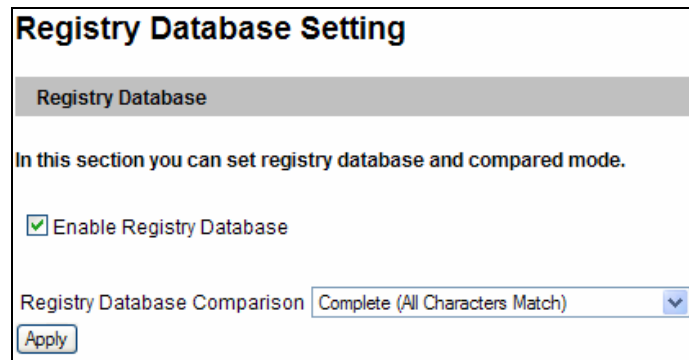 Registry Database Setting
Registry Database
In this section you can set registry database and compared mode.
Enable Registry Database
Registry Database Comparison Complete (All Characters Match)
Apply